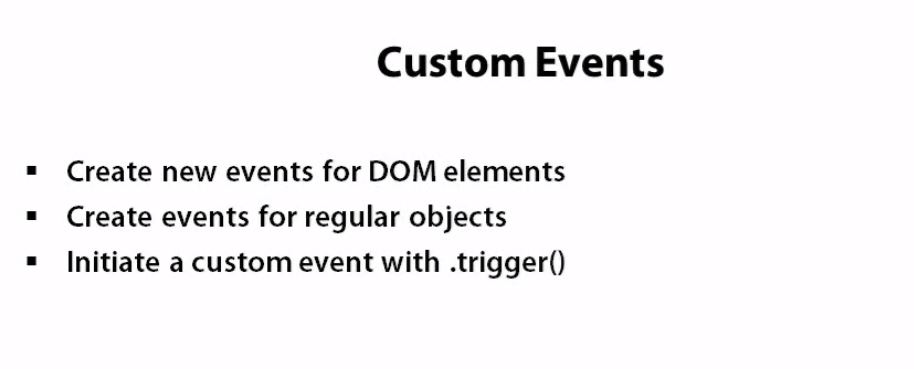 Custom Events
▪ Create new events for DOM elements
▪ Create events for regular objects
▪ Initiate a custom event with .trigger()